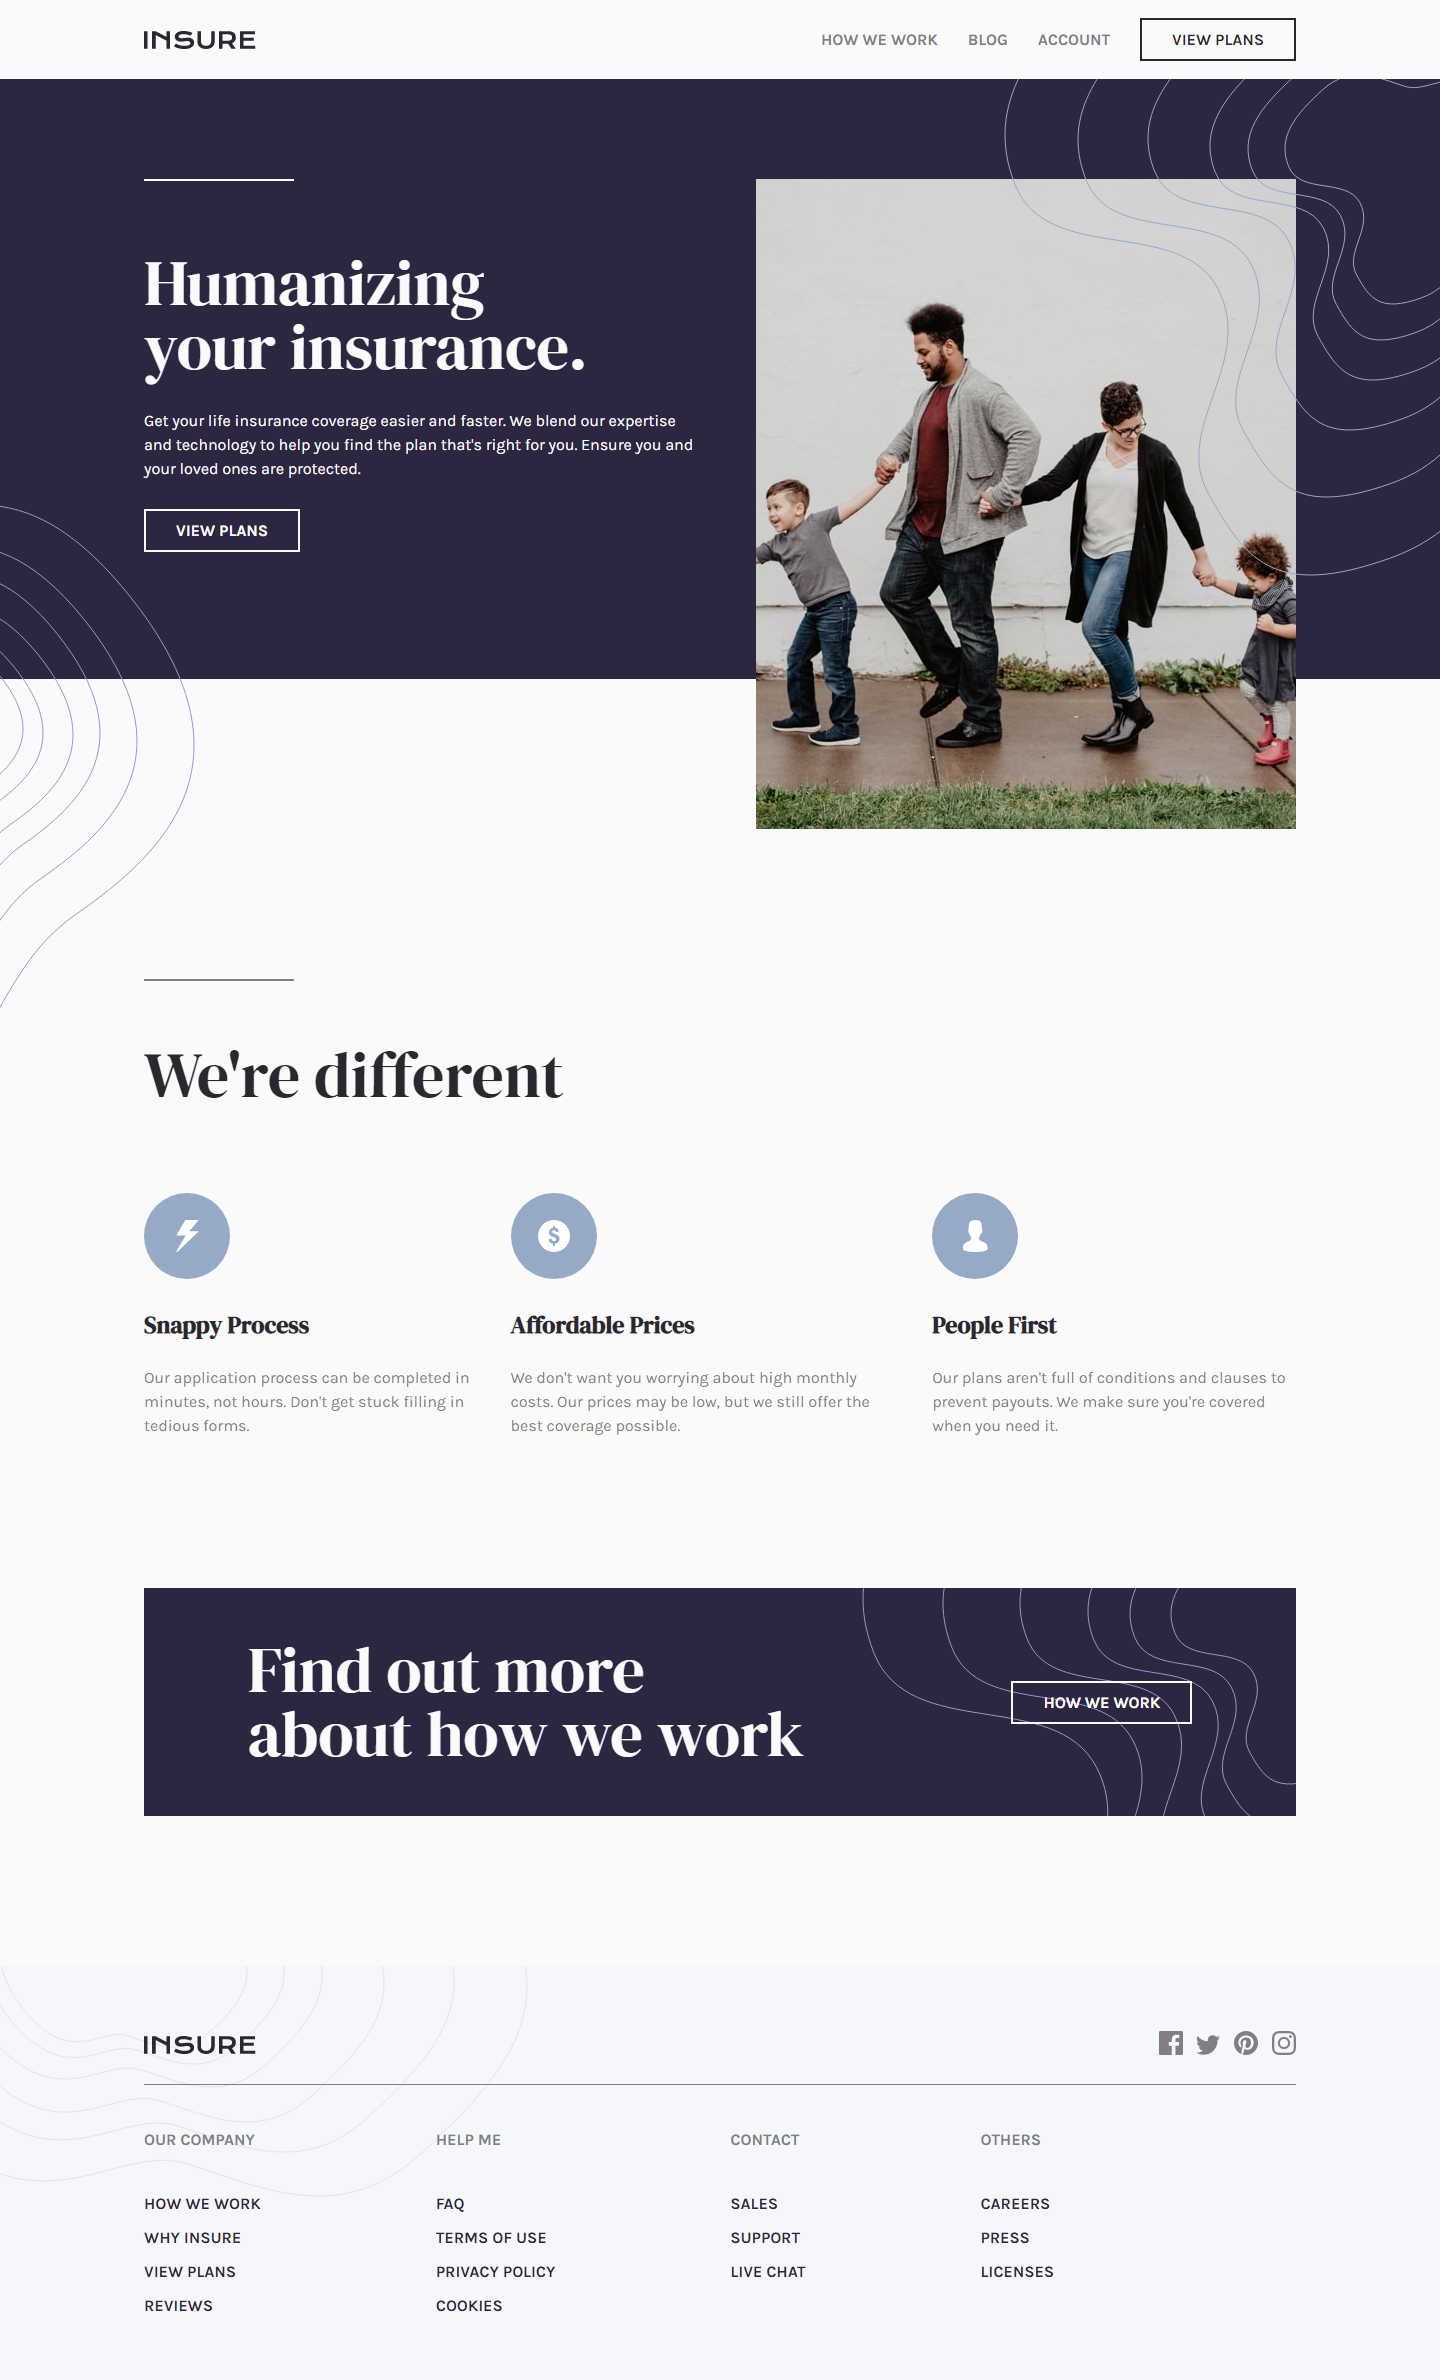 INSURE
HOW WE WORK
BLOG
ACCOUNT
VIEW PLANS
Humanizing
your insurance.
Get your life insurance coverage easier and faster. We blend our expertise
and technology to help you find the plan that's right for you. Ensure you and
your loved ones are protected.
VIEW PLANS
We're different
Snappy Process
Our application process can be completed in
minutes, not hours. Don't get stuck filling in
tedious forms.
Affordable Prices
We don't want you worrying about high monthly
costs. Our prices may be low, but we still offer the
best coverage possible.
People First
Our plans aren't full of conditions and clauses to
prevent payouts. We make sure you're covered
when you need it.
Find out more
about how we work
HOW WE WORK
INSURE
OUR COMPANY
HOW WE WORK
WHY INSURE
VIEW PLANS
REVIEWS
HELP ME
FAQ
TERMS OF USE
PRIVACY POLICY
COOKIES
CONTACT
SALES
SUPPORT
LIVE CHAT
OTHERS
CAREERS
PRESS
LICENSES